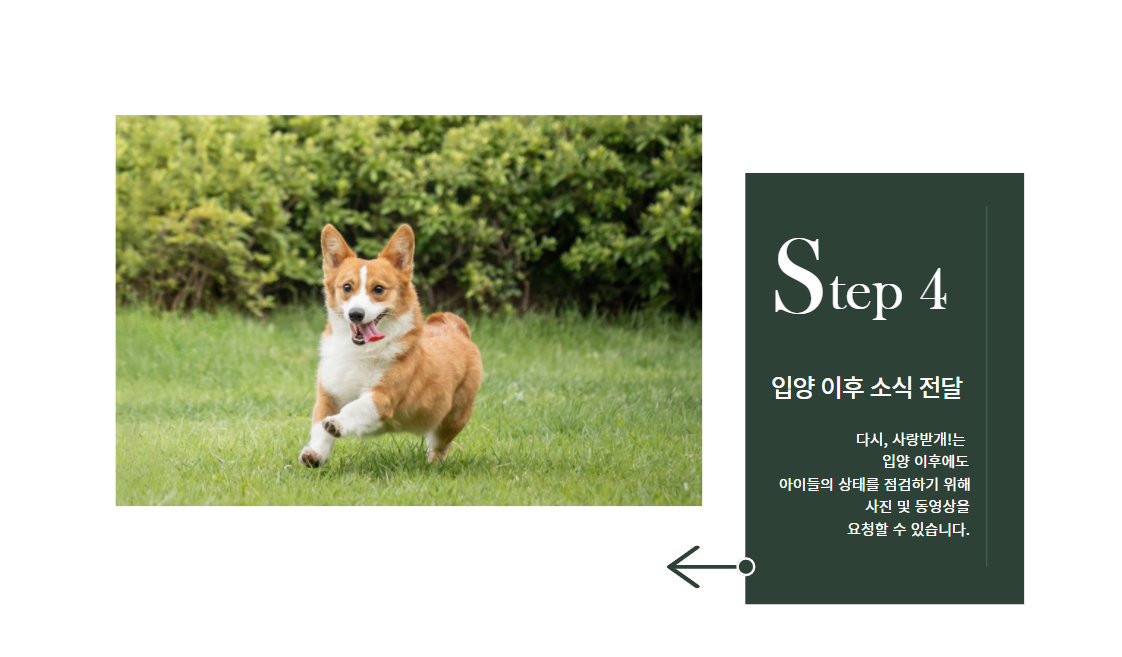 Step 4
입양 이후 소식 전달
다시, 사랑받개!는
입양 이후에도
아이들의 상태를 점검하기 위해
사진 및 동영상을
요청할 수 있습니다.